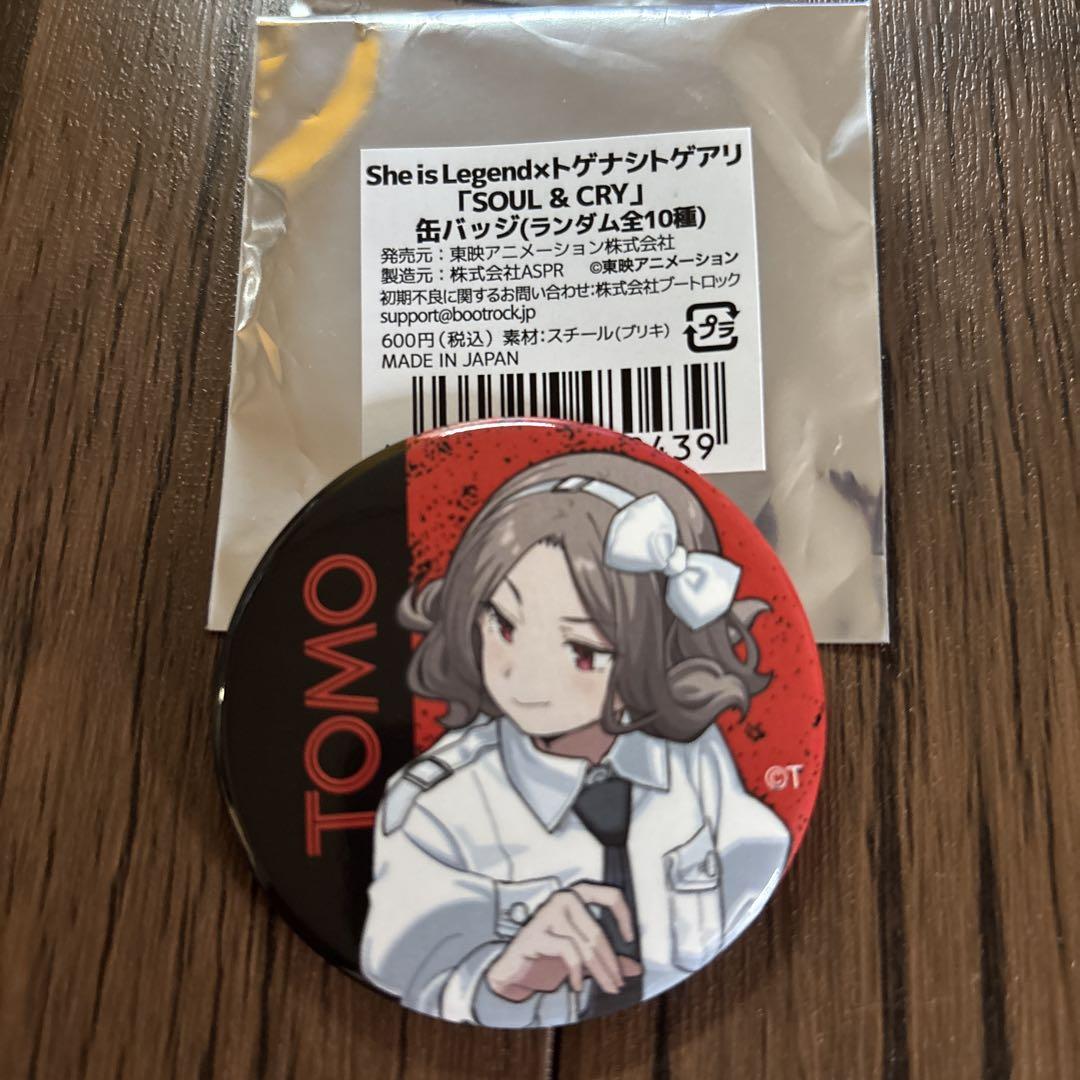 She is Legend×トゲナシトゲアリ
「SOUL & CRY」
缶バッジ(ランダム全10種)
発売元：東映アニメーション株式会社
製造元：株式会社ASPR ©東映アニメーション
初期不良に関するお問い合わせ:株式会社ブートロック
support@bootrock.jp
600円(税込) 素材:スチール(ブリキ)
プラ
MADE IN JAPAN
439
TOMO
©T